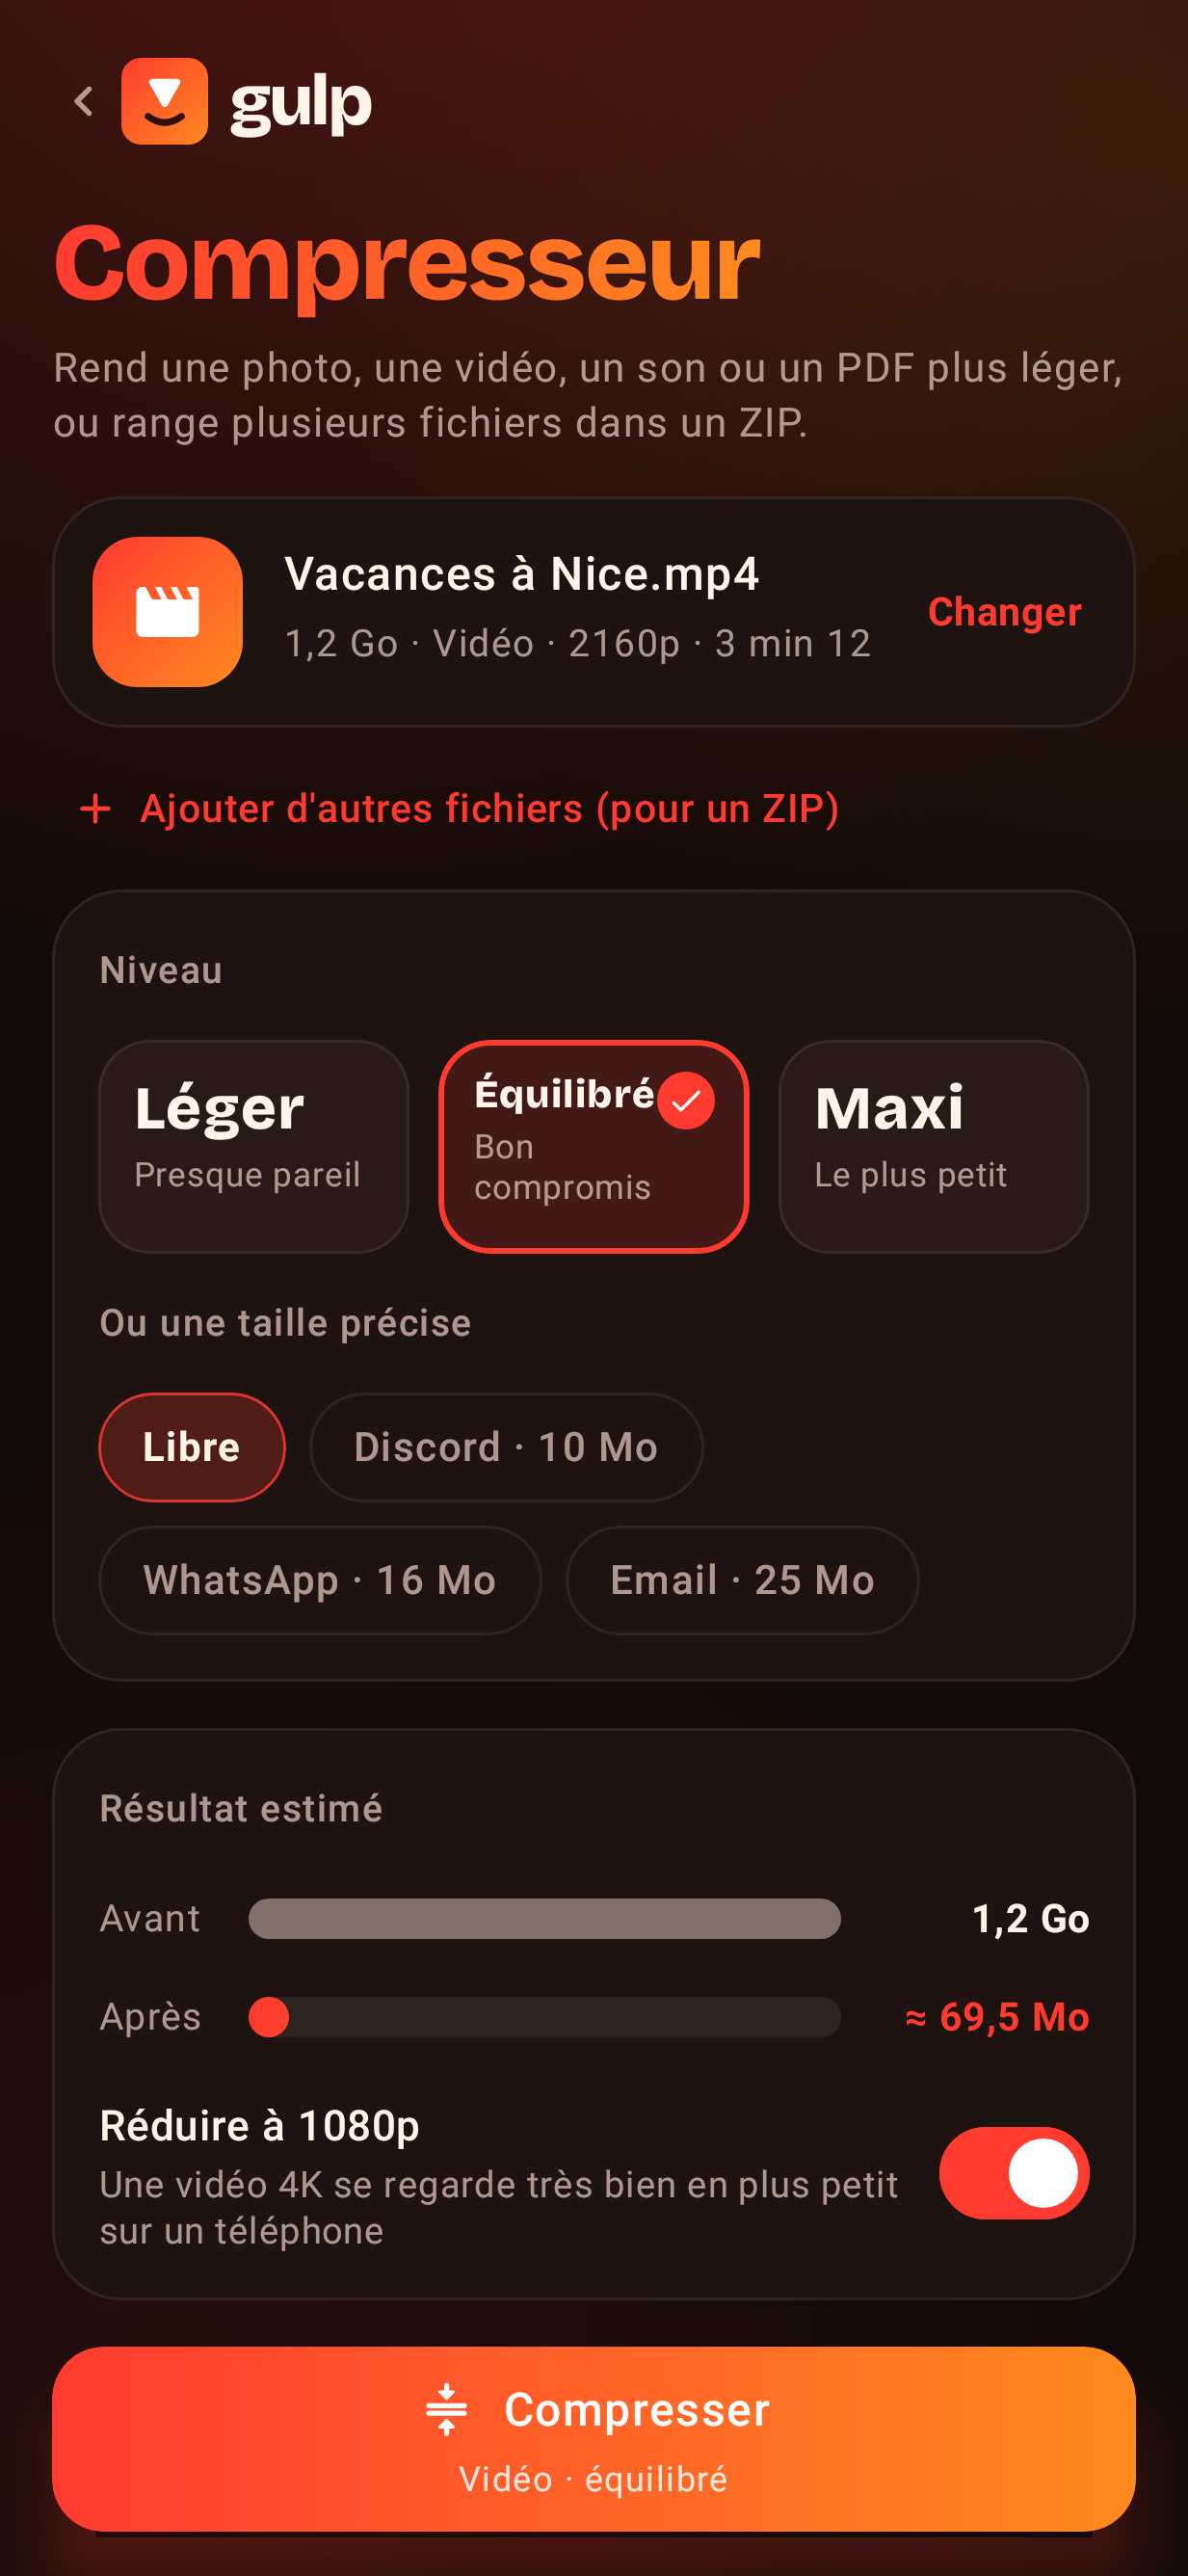 gulp
Compresseur
Rend une photo, une vidéo, un son ou un PDF plus léger,
ou range plusieurs fichiers dans un ZIP.
Vacances à Nice.mp4
1,2 Go · Vidéo · 2160p · 3 min 12
Changer
Ajouter d'autres fichiers (pour un ZIP)
Niveau
Léger
Presque pareil
Équilibré
Bon
compromis
Maxi
Le plus petit
Ou une taille précise
Libre
Discord · 10 Mo
WhatsApp · 16 Mo
Email · 25 Mo
Résultat estimé
Avant
1,2 Go
Après
≈ 69,5 Mo
Réduire à 1080p
Une vidéo 4K se regarde très bien en plus petit
sur un téléphone
Compresser
Vidéo · équilibré